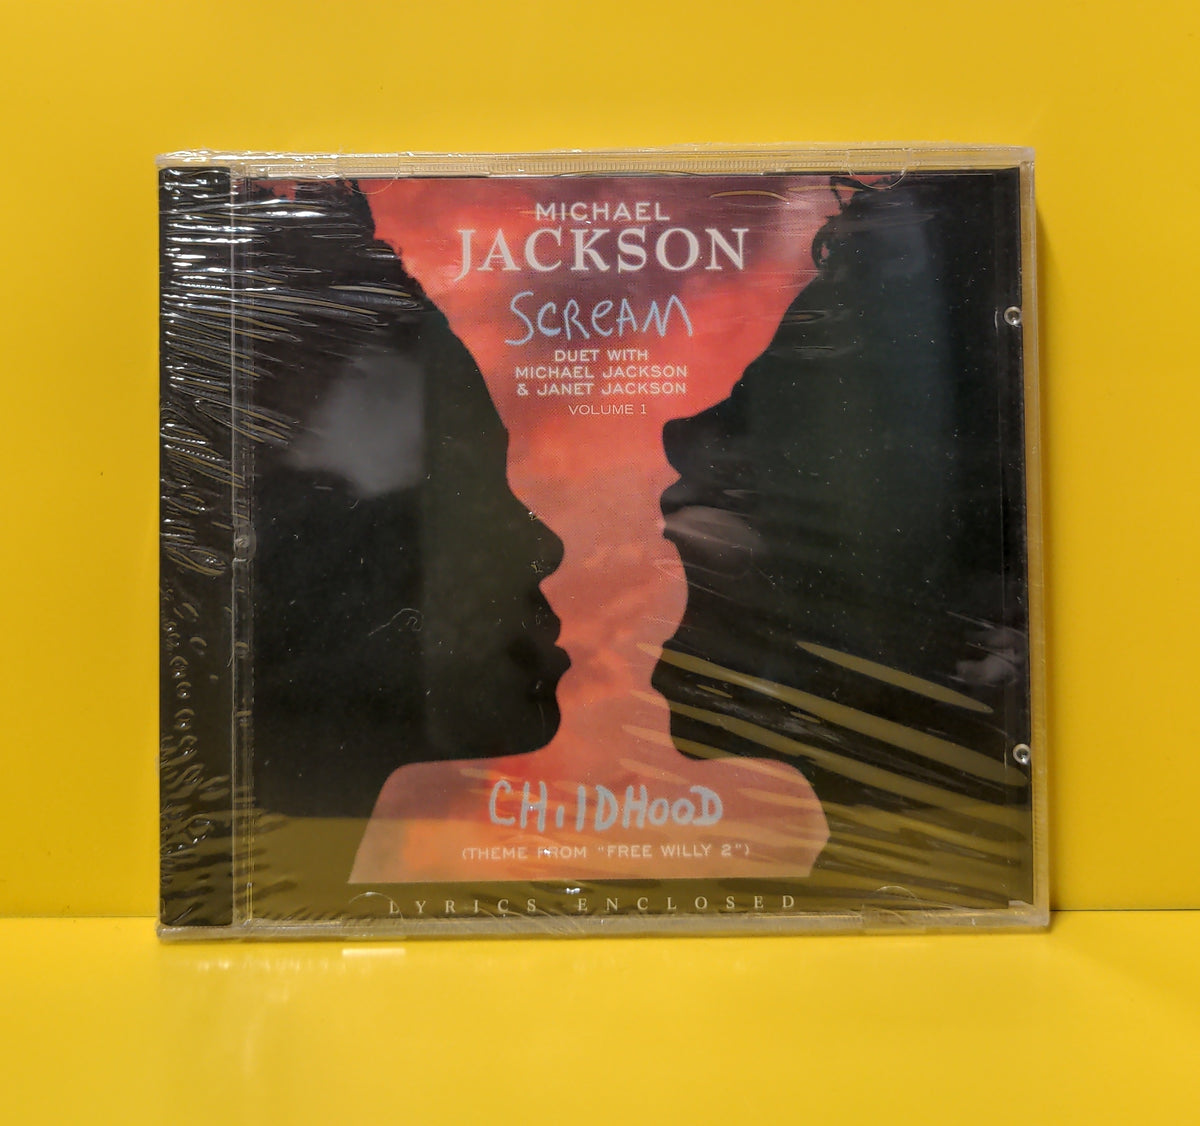 MICHAEL
JACKSON
SCREAM
DUET WITH
MICHAEL JACKSON
& JANET JACKSON
VOLUME 1
CHiLDHOOD
(THEME FROM "FREE WILLY 2")
LYRICS ENCLOSED